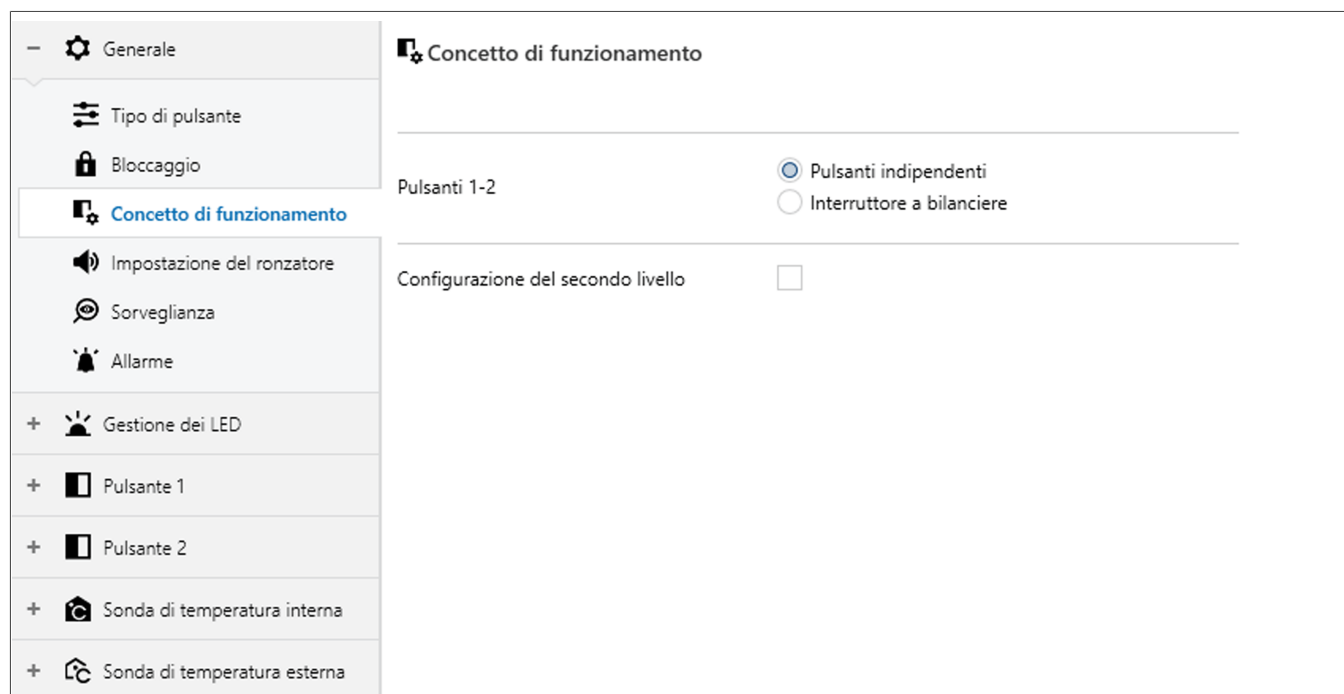 Generale
Tipo di pulsante
Bloccaggio
Concetto di funzionamento
Impostazione del ronzatore
Sorveglianza
Allarme
Gestione dei LED
Pulsante 1
Pulsante 2
Sonda di temperatura interna
Sonda di temperatura esterna
Concetto di funzionamento
Pulsanti 1-2
Pulsanti indipendenti
Interruttore a bilanciere
Configurazione del secondo livello